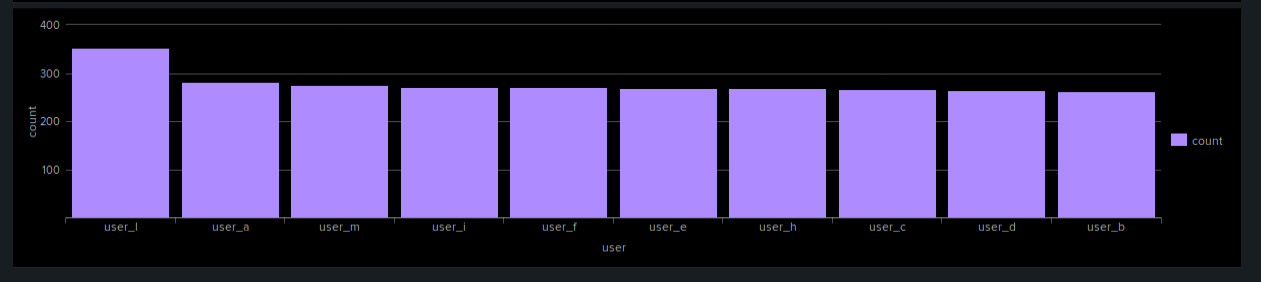 400
300
200
100
count
user_l
user_a
user_m
user_i
user_f
user_e
user_h
user_c
user_d
user_b
user
count